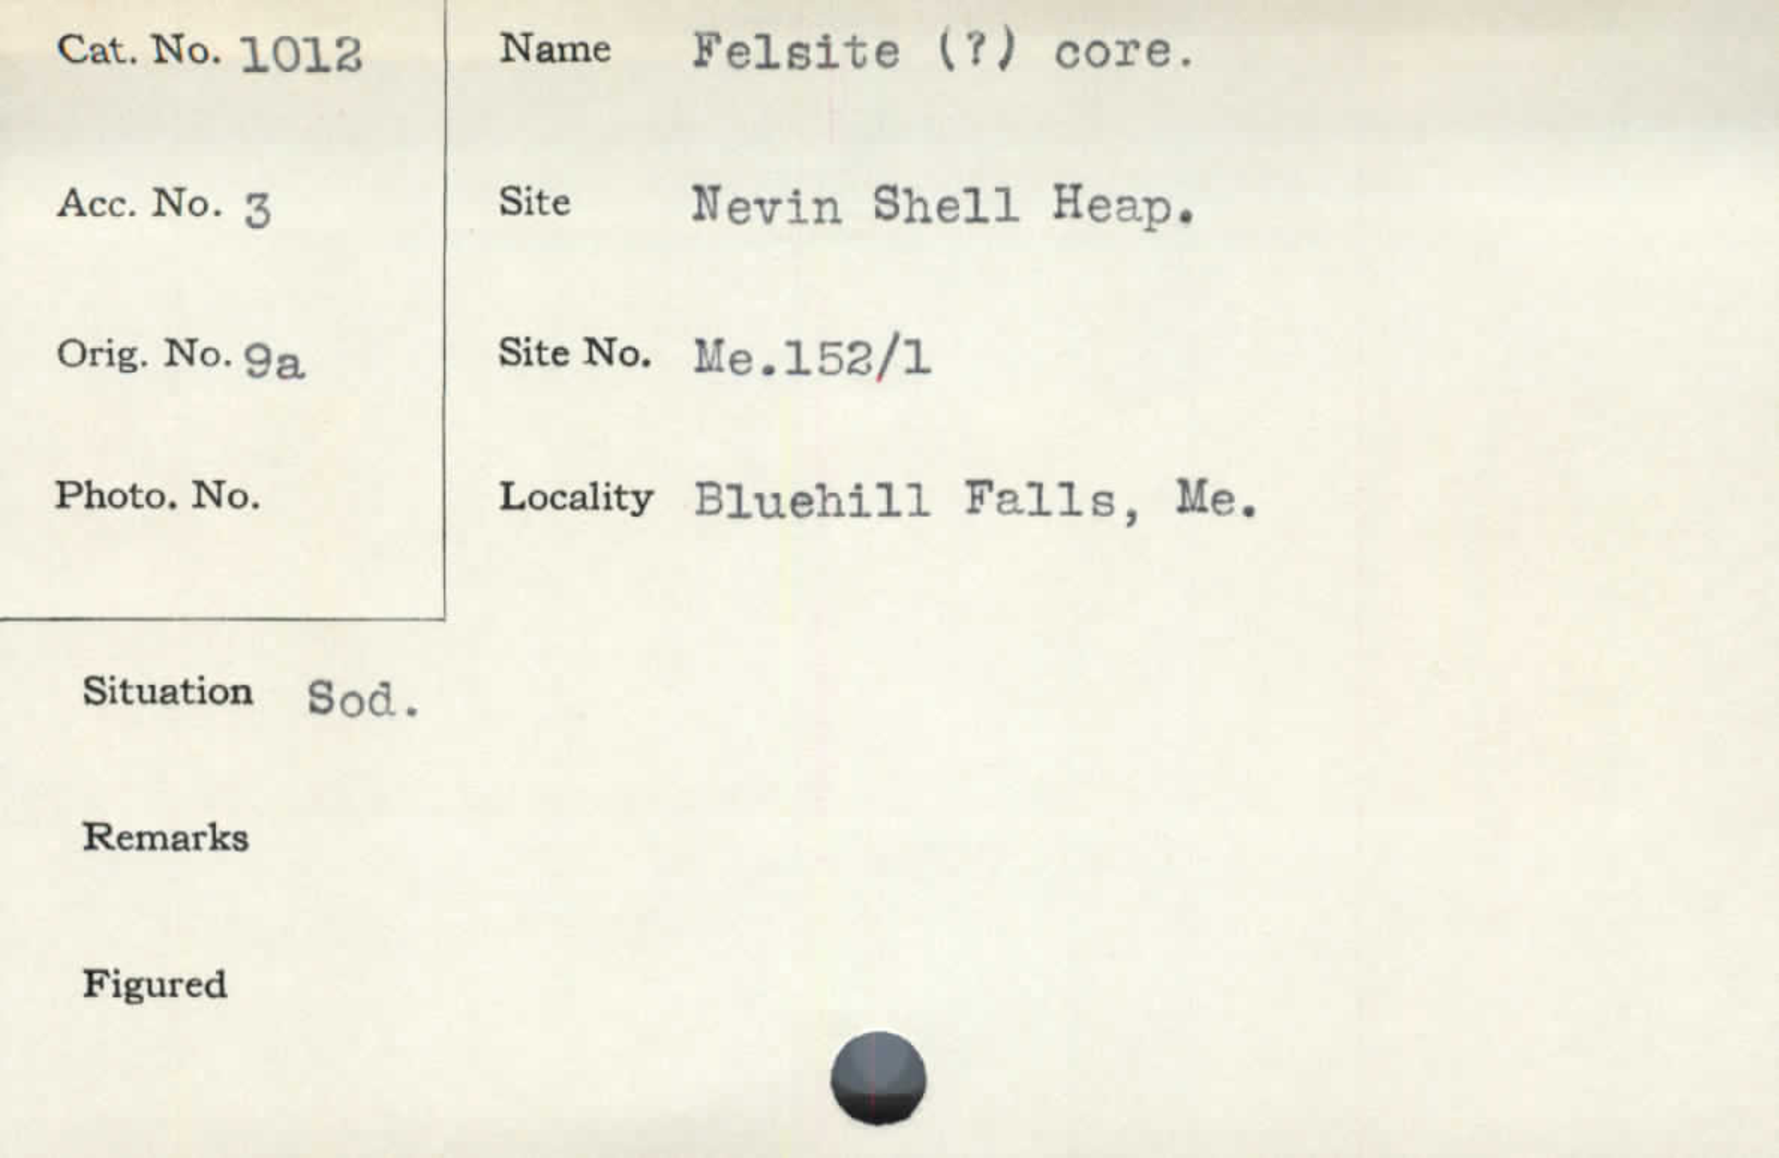 Cat. No. 1012
Name Felsite (?) core.
Acc. No. 3
Site Nevin Shell Heap.
Orig. No. 9a
Site No. Me.152/1
Photo. No.
Locality Bluehill Falls, Me.
Situation Sod.
Remarks
Figured